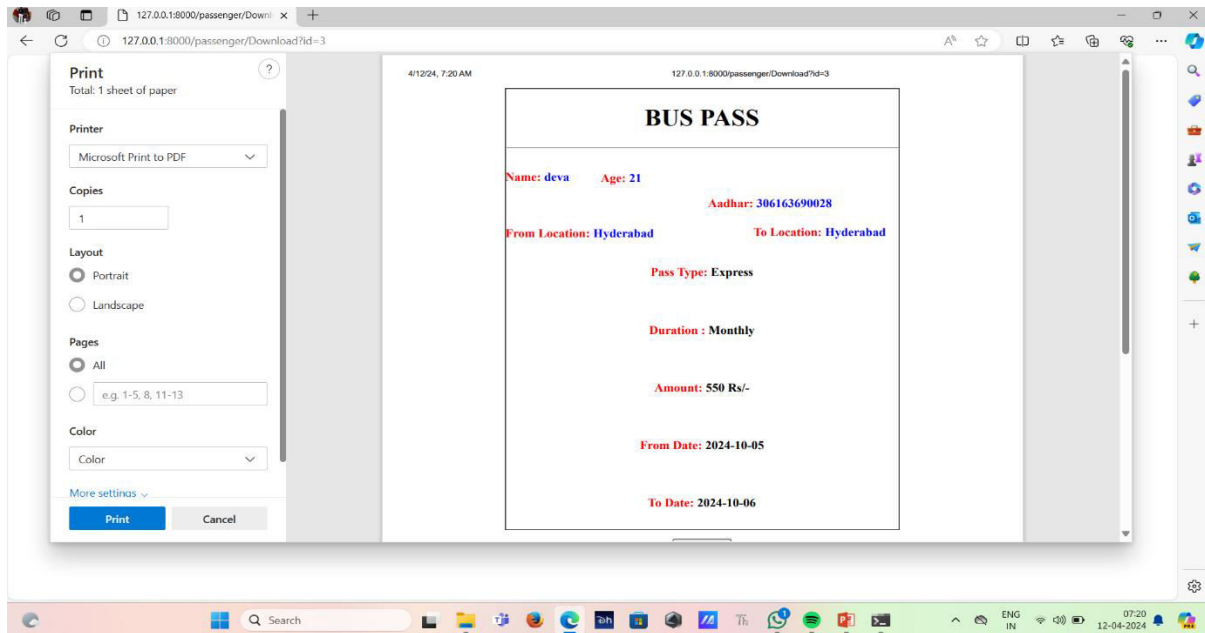 127.0.0.1:8000/passenger/Downl
127.0.0.1:8000/passenger/Download?id=3
Print
Total: 1 sheet of paper
?
Printer
Microsoft Print to PDF
Copies
1
Layout
Portrait
Landscape
Pages
All
e.g. 1-5, 8, 11-13
Color
Color
More settings
Print Cancel
4/12/24, 7:20 AM 127.0.0.1:8000/passenger/Download?id=3
BUS PASS
Name: deva Age: 21
Aadhar: 306163690028
From Location: Hyderabad To Location: Hyderabad
Pass Type: Express
Duration : Monthly
Amount: 550 Rs/-
From Date: 2024-10-05
To Date: 2024-10-06
Search
ENG
IN
07:20
12-04-2024